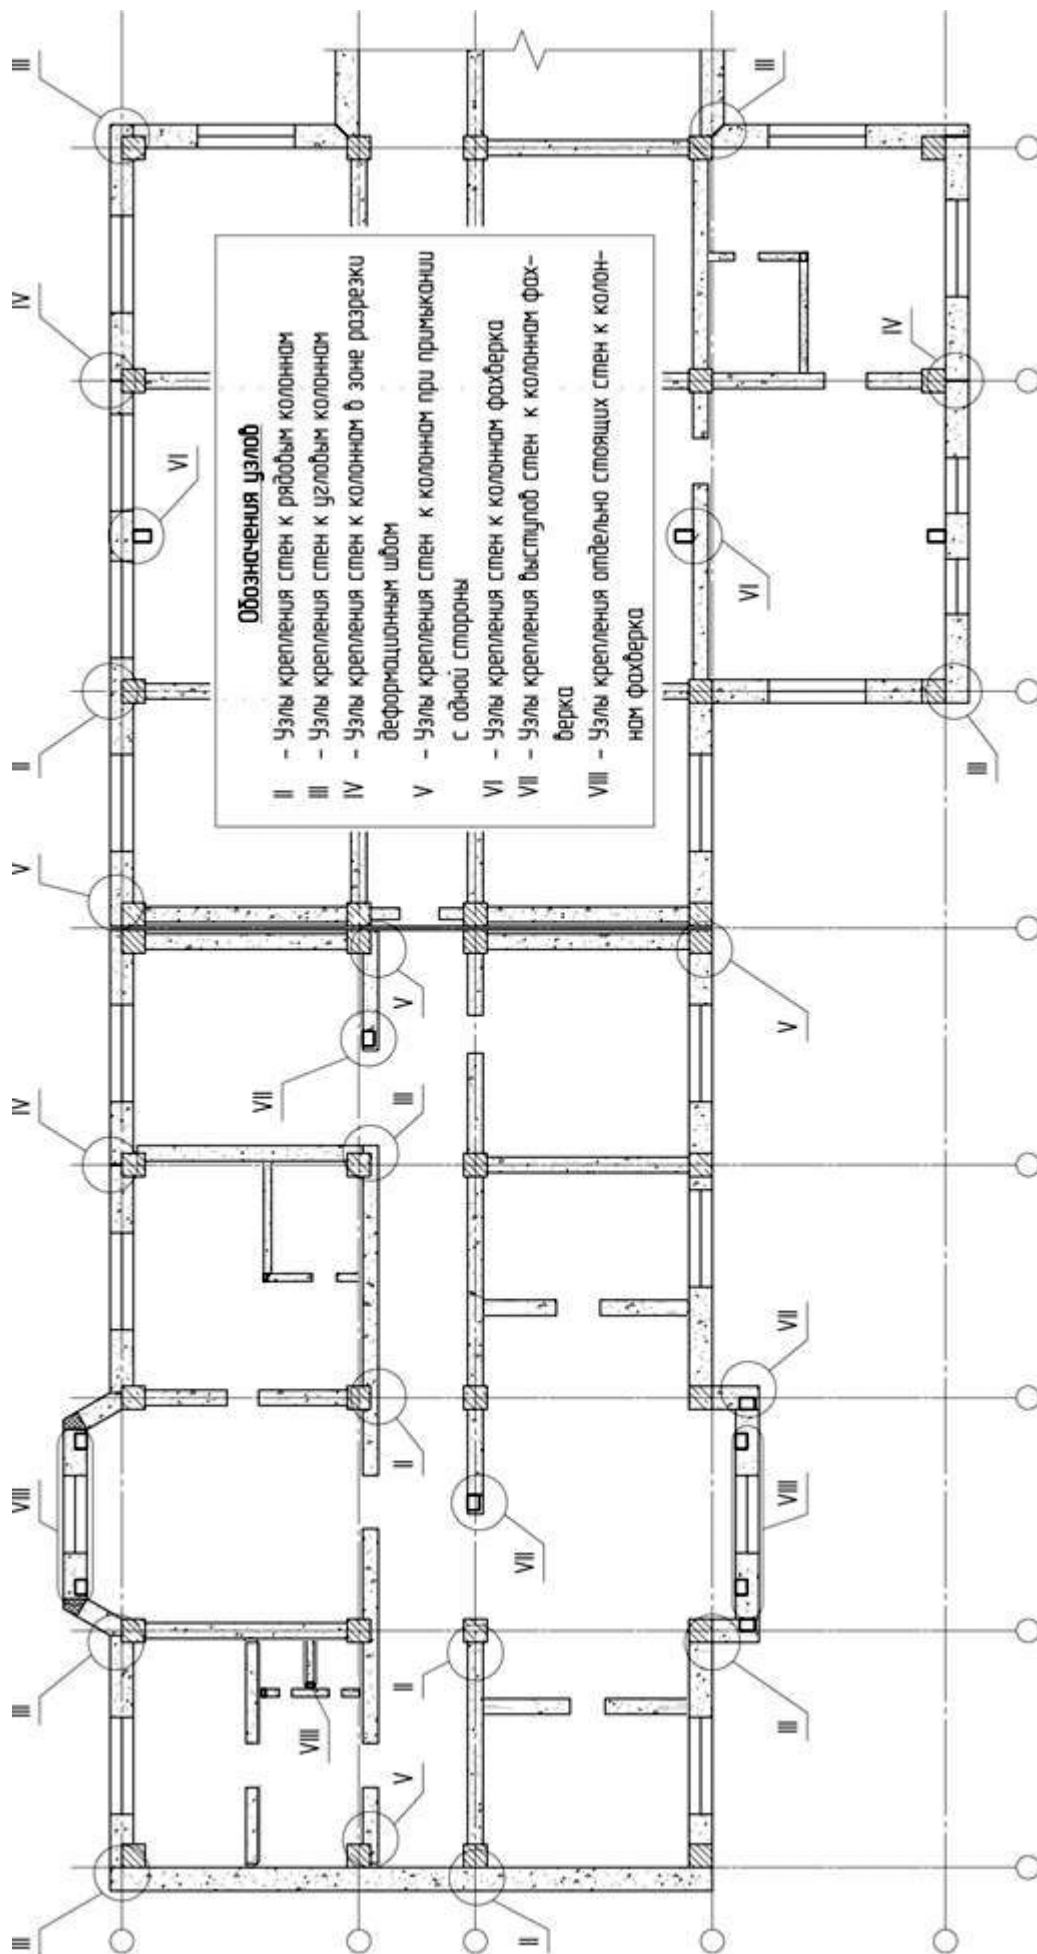 III
III
VIII
IV
V
II
IV
III
VI
Обозначения узлов
II – Узлы крепления стен к рядовым колоннам
III – Узлы крепления стен к угловым колоннам
IV – Узлы крепления стен к колоннам в зоне разрезки
деформационным швом
V – Узлы крепления стен к колоннам при примыкании
с одной стороны
VI – Узлы крепления стен к колоннам фахверка
VII – Узлы крепления выступов стен к колоннам фах-
верка
VIII – Узлы крепления отдельно стоящих стен к колон-
нам фахверка
VII
VIII
V
II
II
III
V
II
VII
VI
III
III
VIII
VII
V
IV
III